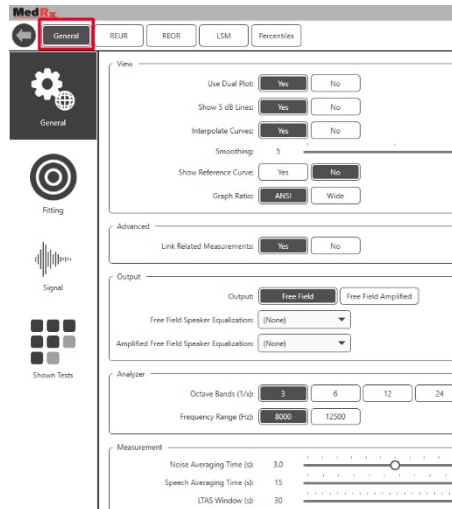 MedRx
General REUR REOR LSM Percentiles
View
Use Dual Plot: Yes No
Show 5 dB Lines: Yes No
Interpolate Curves: Yes No
Smoothing: 5
Show Reference Curve: Yes No
Graph Ratio: ANSI Wide
General
Fitting
Signal
Shown Tests
Advanced
Link Related Measurements: Yes No
Output
Output: Free Field Free Field Amplified
Free Field Speaker Equalization: (None)
Amplified Free Field Speaker Equalization: (None)
Analyzer
Octave Bands (1/x): 3 6 12 24
Frequency Range (Hz): 8000 12500
Measurement
Noise Averaging Time (s): 3.0
Speech Averaging Time (s): 15
LTAS Window (s): 30